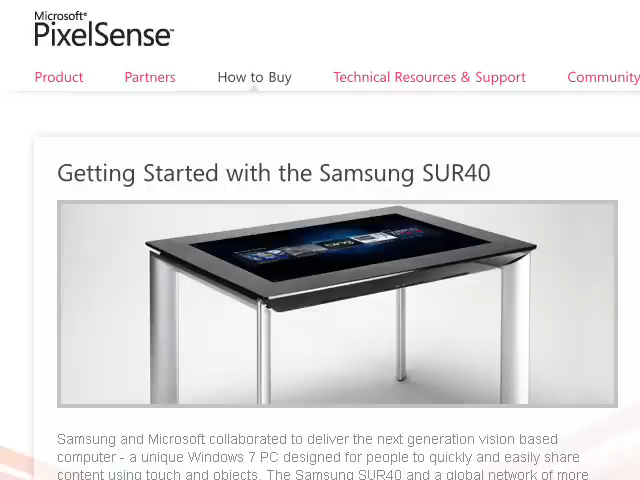 Microsoft®
PixelSense™
Product Partners How to Buy Technical Resources & Support Community
Getting Started with the Samsung SUR40
bing
Samsung and Microsoft collaborated to deliver the next generation vision based
computer - a unique Windows 7 PC designed for people to quickly and easily share
content using touch and objects. The Samsung SUR40 and a global network of more